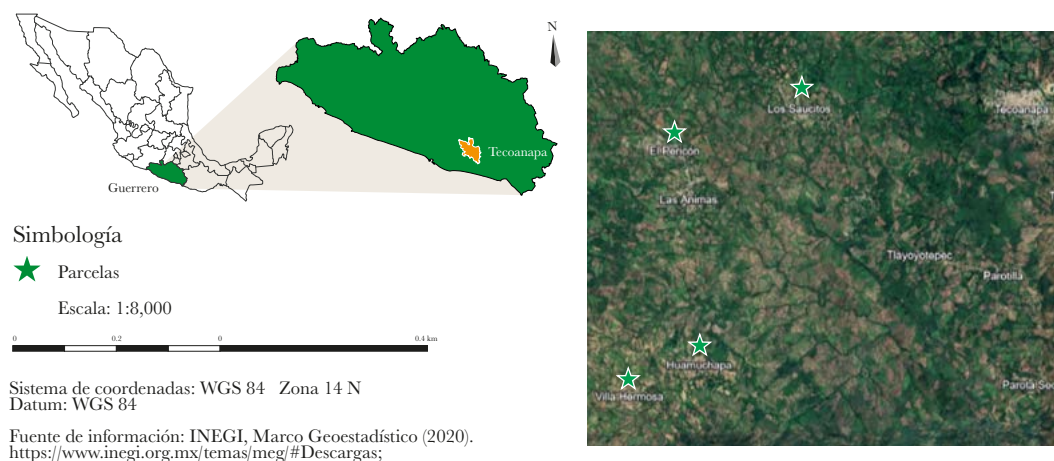 N
Tecoanapa
Guerrero
Simbología
Parcelas
Escala: 1:8,000
0 0.2 0 0.4 km
Sistema de coordenadas: WGS 84 Zona 14 N
Datum: WGS 84
Fuente de información: INEGI, Marco Geoestadístico (2020).
https://www.inegi.org.mx/temas/meg/#Descargas;
Los Saucitos
Tecoanapa
El Pericón
Las Animas
Tlayoyotepec
Parotilla
Huamuchapa
Villa Hermosa
Parota